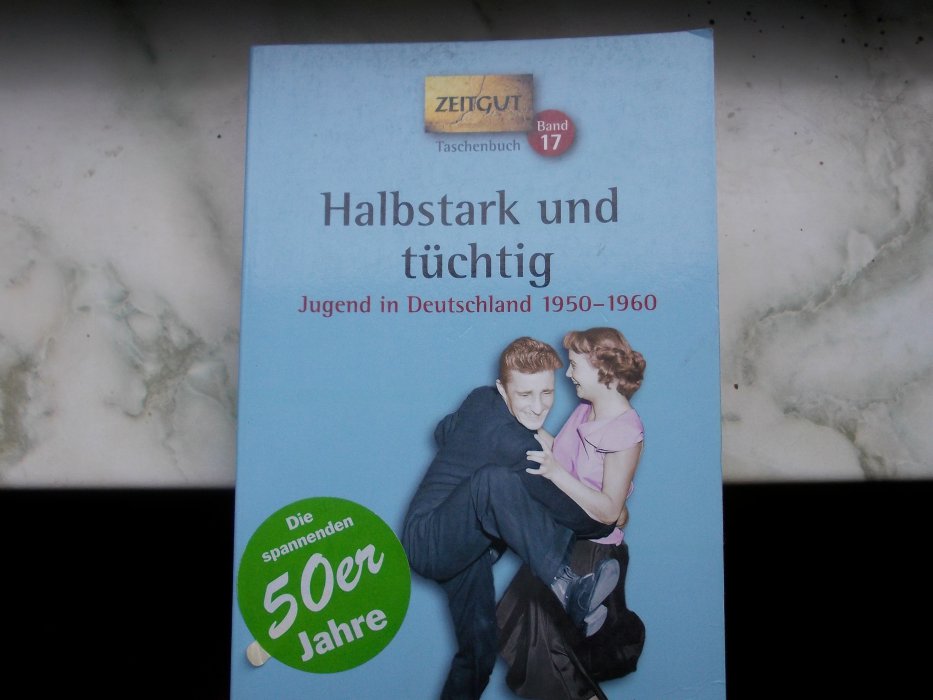 ZEITGUT
Taschenbuch
Band
17
Halbstark und
tüchtig
Jugend in Deutschland 1950–1960
Die
spannenden
50er
Jahre